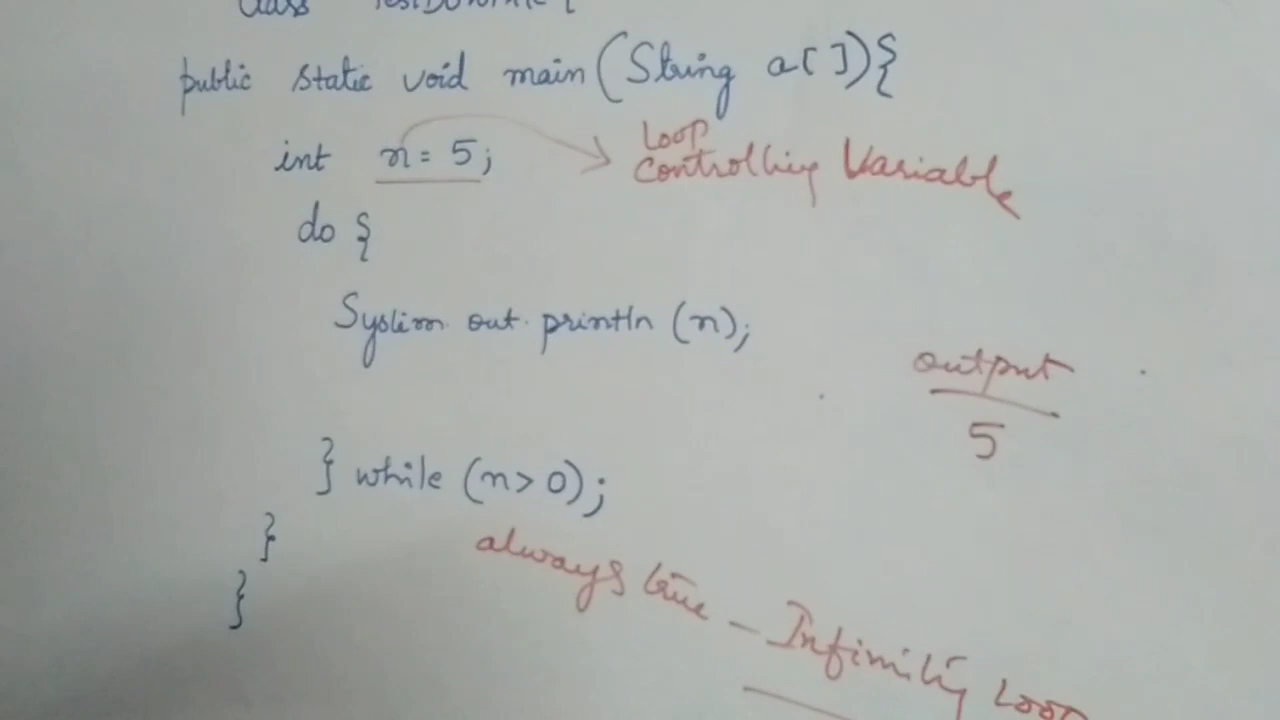 class
public static void main (String a[]){
int n = 5;
Loop
Controlling Variable
do {
System.out.println (n);
output
5
} while (n > 0);
}
always true - Infinity Loop
}